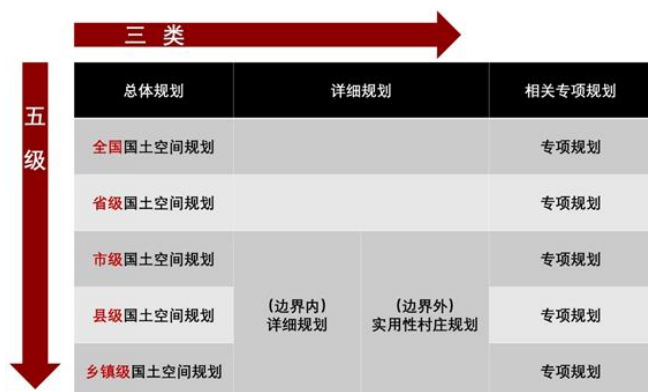 三 类
五
级
总体规划 详细规划 相关专项规划
全国国土空间规划 专项规划
省级国土空间规划 专项规划
市级国土空间规划 专项规划
(边界内) (边界外)
详细规划 实用性村庄规划
县级国土空间规划 专项规划
乡镇级国土空间规划 专项规划